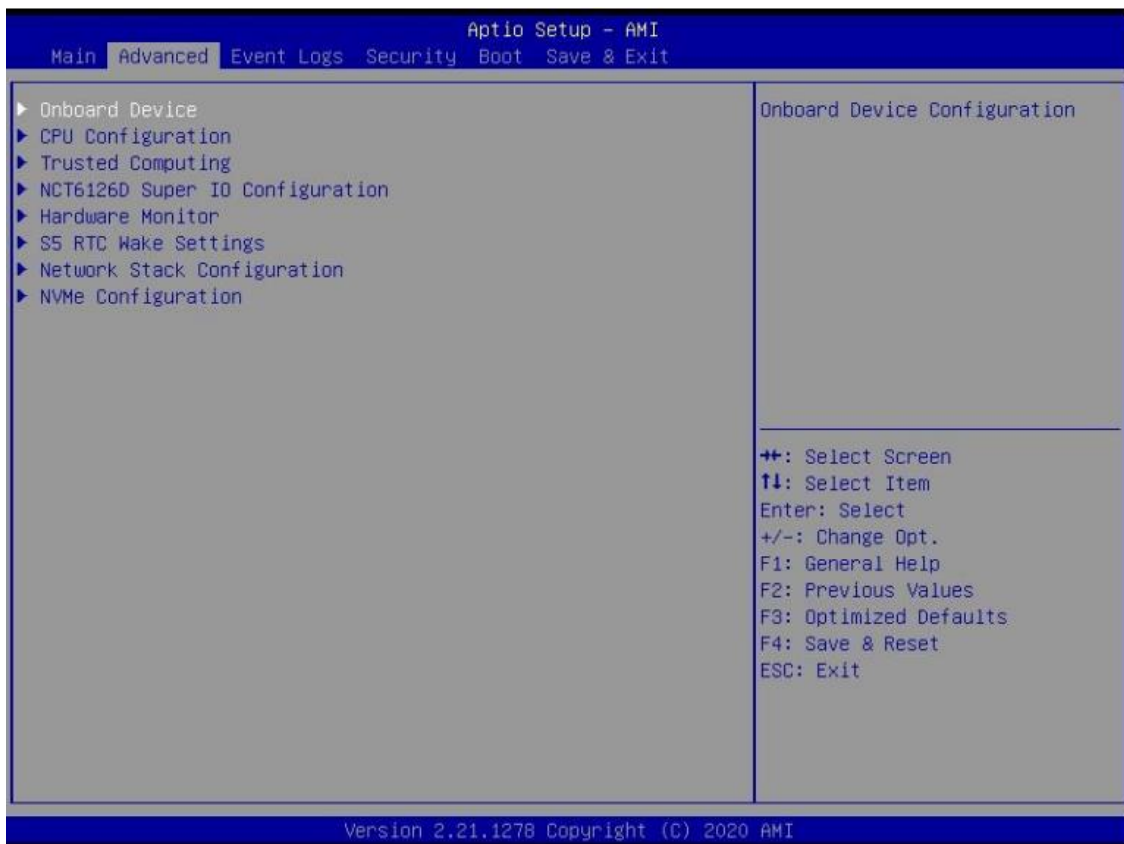 Aptio Setup – AMI
Main Advanced Event Logs Security Boot Save & Exit
Onboard Device
CPU Configuration
Trusted Computing
NCT6126D Super IO Configuration
Hardware Monitor
S5 RTC Wake Settings
Network Stack Configuration
NVMe Configuration
Onboard Device Configuration
→←: Select Screen
↑↓: Select Item
Enter: Select
+/-: Change Opt.
F1: General Help
F2: Previous Values
F3: Optimized Defaults
F4: Save & Reset
ESC: Exit
Version 2.21.1278 Copyright (C) 2020 AMI